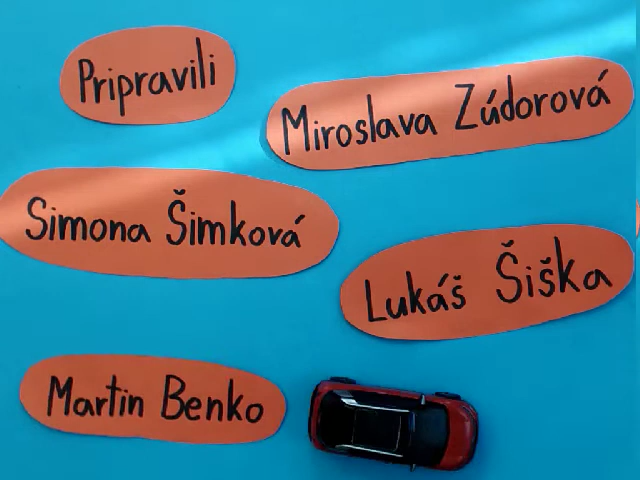 Pripravili
Miroslava Zúdorová
Simona Šimková
Lukáš Šiška
Martin Benko